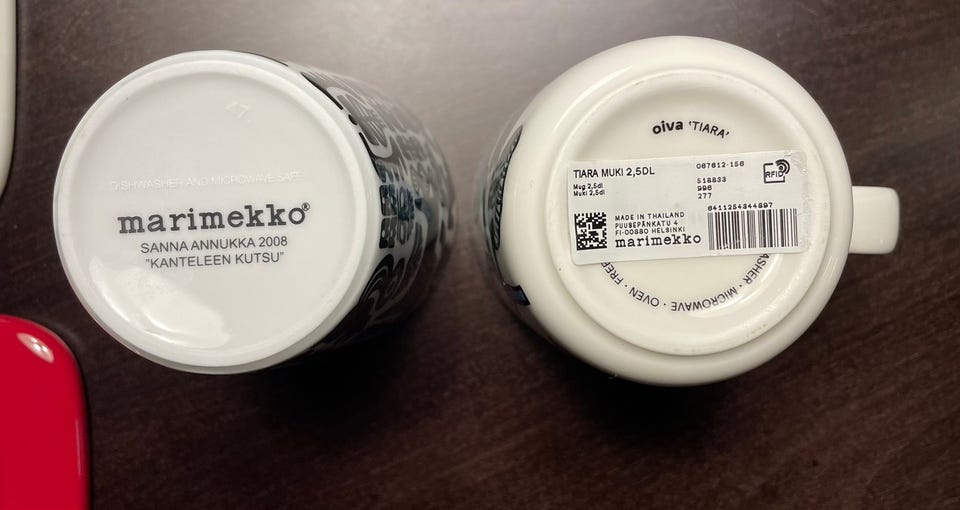 DISHWASHER AND MICROWAVE SAFE
marimekko®
SANNA ANNUKKA 2008
"KANTELEEN KUTSU"
oiva 'TIARA'
TIARA MUKI 2,5DL
Mug 2,5dl
Muki 2,5dl
067612-156
518833
996
277
RFID
6411254344897
MADE IN THAILAND
PUUSEPÄNKATU 4
FI-00880 HELSINKI
marimekko
MICROWAVE · OVEN ·